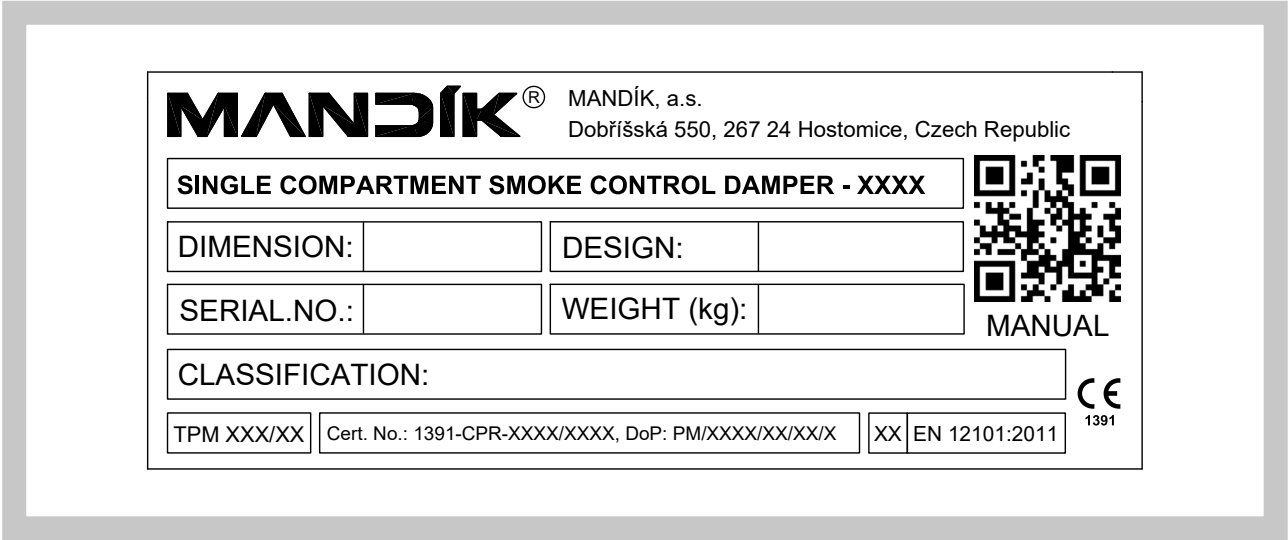 MANDÍK®
MANDÍK, a.s.
Dobříšská 550, 267 24 Hostomice, Czech Republic
SINGLE COMPARTMENT SMOKE CONTROL DAMPER - XXXX
DIMENSION: DESIGN:
SERIAL.NO.: WEIGHT (kg):
MANUAL
CLASSIFICATION:
CE
1391
TPM XXX/XX Cert. No.: 1391-CPR-XXXX/XXXX, DoP: PM/XXXX/XX/XX/X XX EN 12101:2011